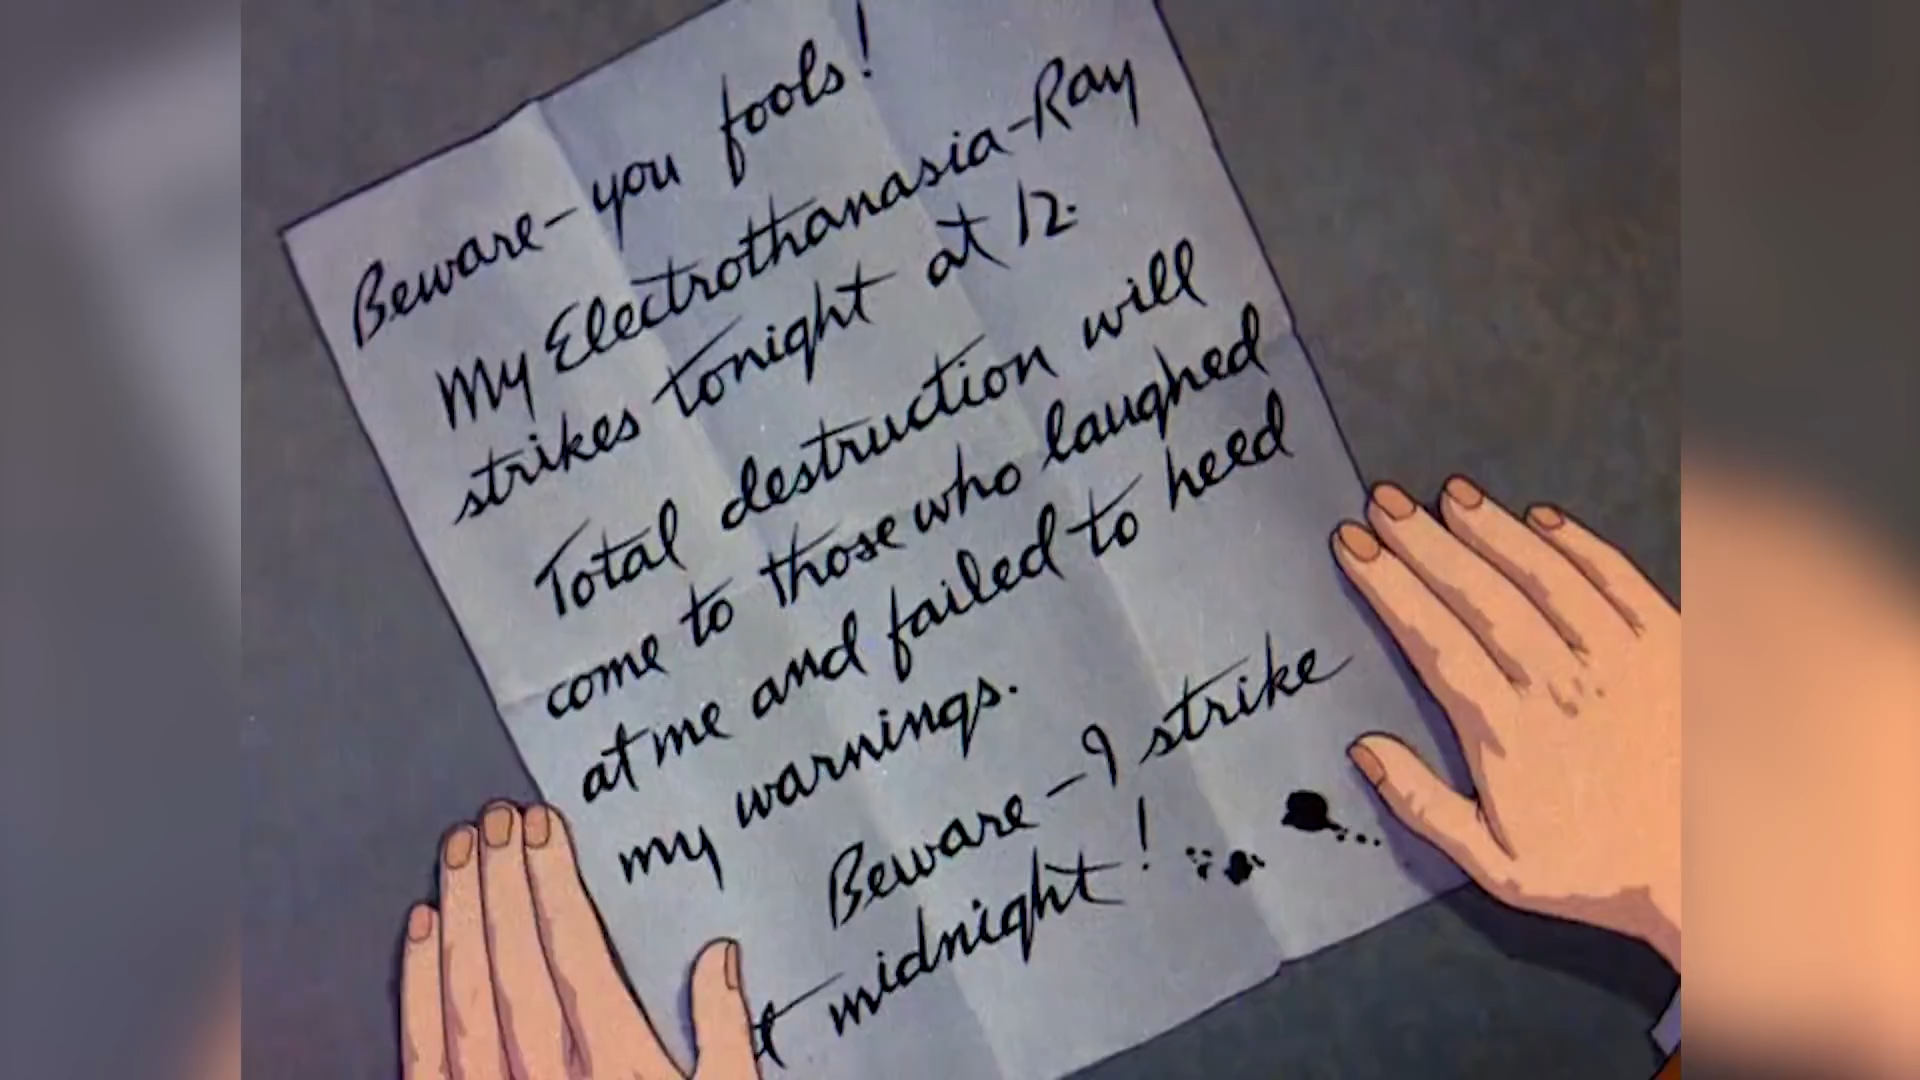 Beware-you fools!
My Electrothanasia-Ray
strikes tonight at 12.
Total destruction will
come to those who laughed
at me and failed to heed
my warnings.
Beware-I strike
midnight!